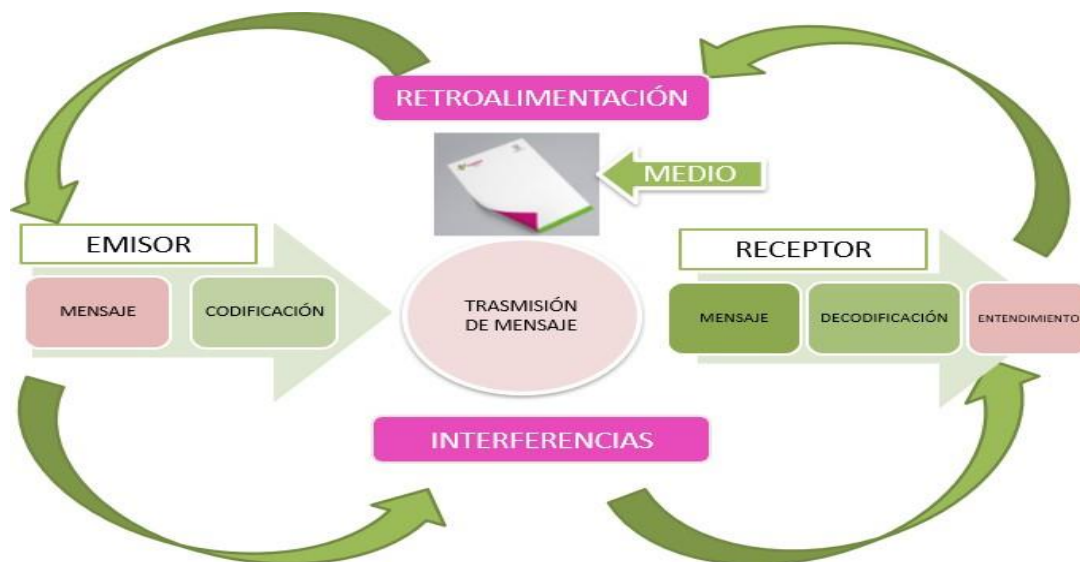 RETROALIMENTACIÓN
MEDIO
EMISOR
RECEPTOR
MENSAJE
CODIFICACIÓN
TRASMISIÓN
DE MENSAJE
MENSAJE
DECODIFICACIÓN
ENTENDIMIENTO
INTERFERENCIAS